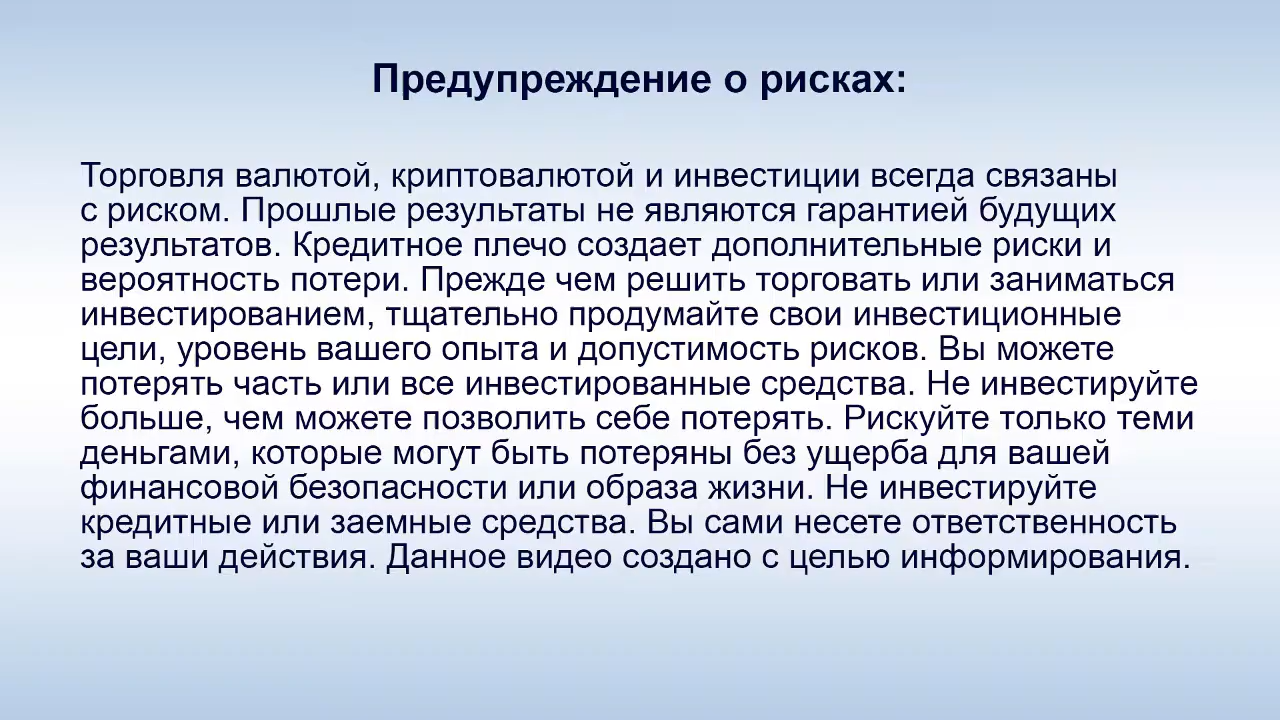 Предупреждение о рисках:
Торговля валютой, криптовалютой и инвестиции всегда связаны
с риском. Прошлые результаты не являются гарантией будущих
результатов. Кредитное плечо создает дополнительные риски и
вероятность потери. Прежде чем решить торговать или заниматься
инвестированием, тщательно продумайте свои инвестиционные
цели, уровень вашего опыта и допустимость рисков. Вы можете
потерять часть или все инвестированные средства. Не инвестируйте
больше, чем можете позволить себе потерять. Рискуйте только теми
деньгами, которые могут быть потеряны без ущерба для вашей
финансовой безопасности или образа жизни. Не инвестируйте
кредитные или заемные средства. Вы сами несете ответственность
за ваши действия. Данное видео создано с целью информирования.